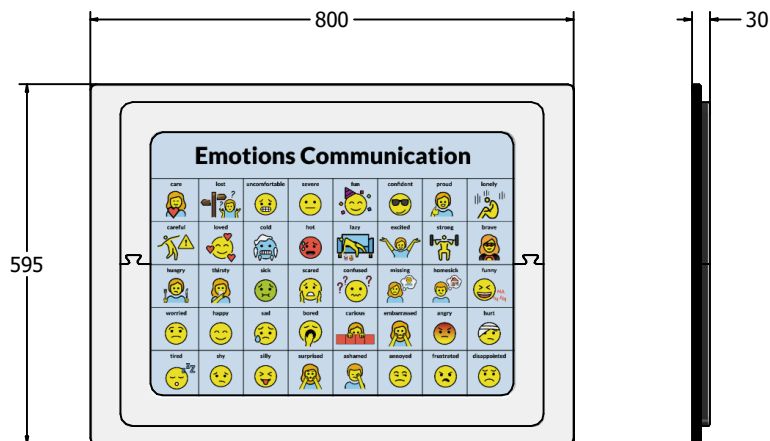 800
30
595
Emotions Communication
care lost uncomfortable severe fun confident proud lonely
careful loved cold hot lazy excited strong brave
hungry thirsty sick scared confused missing homesick funny
worried happy sad bored curious embarrassed angry hurt
tired shy silly surprised ashamed annoyed frustrated disappointed